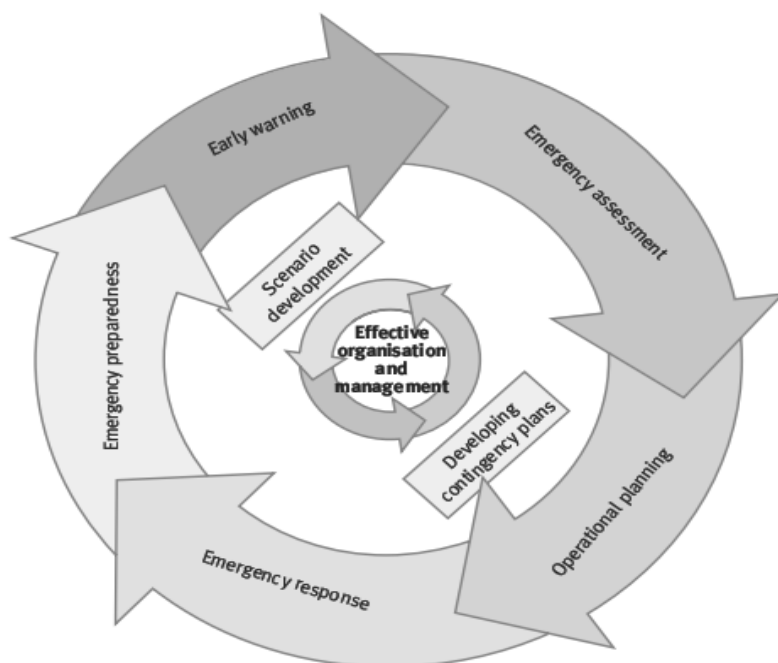 Early warning
Emergency assessment
Scenario
development
Emergency preparedness
Effective
organisation
and
management
Developing
contingency plans
Operational planning
Emergency response